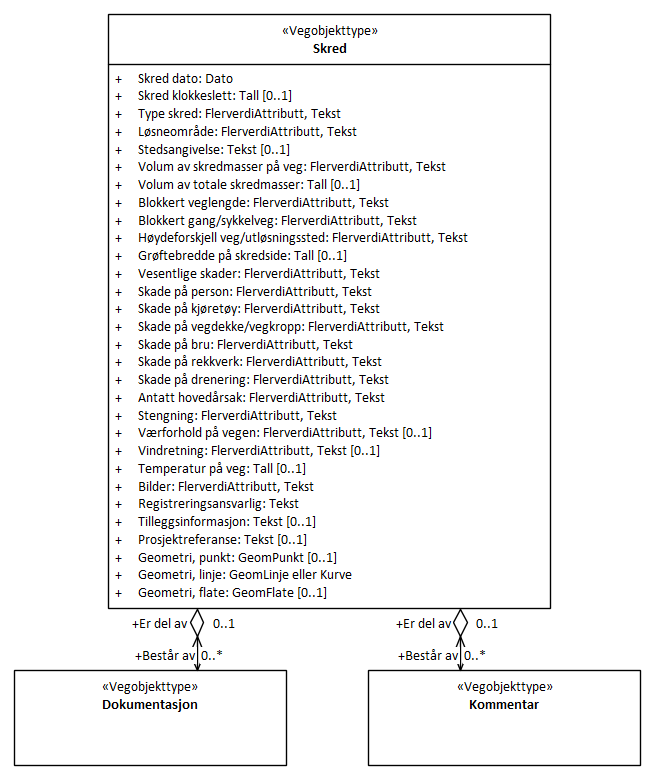 «Vegobjekttype»
Skred
+ Skred dato: Dato
+ Skred klokkeslett: Tall [0..1]
+ Type skred: FlerverdiAttributt, Tekst
+ Løsneområde: FlerverdiAttributt, Tekst
+ Stedsangivelse: Tekst [0..1]
+ Volum av skredmasser på veg: FlerverdiAttributt, Tekst
+ Volum av totale skredmasser: Tall [0..1]
+ Blokkert veglengde: FlerverdiAttributt, Tekst
+ Blokkert gang/sykkelveg: FlerverdiAttributt, Tekst
+ Høydeforskjell veg/utløsningssted: FlerverdiAttributt, Tekst
+ Grøftebredde på skredside: Tall [0..1]
+ Vesentlige skader: FlerverdiAttributt, Tekst
+ Skade på person: FlerverdiAttributt, Tekst
+ Skade på kjøretøy: FlerverdiAttributt, Tekst
+ Skade på vegdekke/vegkropp: FlerverdiAttributt, Tekst
+ Skade på bru: FlerverdiAttributt, Tekst
+ Skade på rekkverk: FlerverdiAttributt, Tekst
+ Skade på drenering: FlerverdiAttributt, Tekst
+ Antatt hovedårsak: FlerverdiAttributt, Tekst
+ Stengning: FlerverdiAttributt, Tekst
+ Værforhold på vegen: FlerverdiAttributt, Tekst [0..1]
+ Vindretning: FlerverdiAttributt, Tekst [0..1]
+ Temperatur på veg: Tall [0..1]
+ Bilder: FlerverdiAttributt, Tekst
+ Registreringsansvarlig: Tekst
+ Tilleggsinformasjon: Tekst [0..1]
+ Prosjektreferanse: Tekst [0..1]
+ Geometri, punkt: GeomPunkt [0..1]
+ Geometri, linje: GeomLinje eller Kurve
+ Geometri, flate: GeomFlate [0..1]
+Er del av 0..1
+Består av 0..*
«Vegobjekttype»
Dokumentasjon
+Er del av 0..1
+Består av 0..*
«Vegobjekttype»
Kommentar